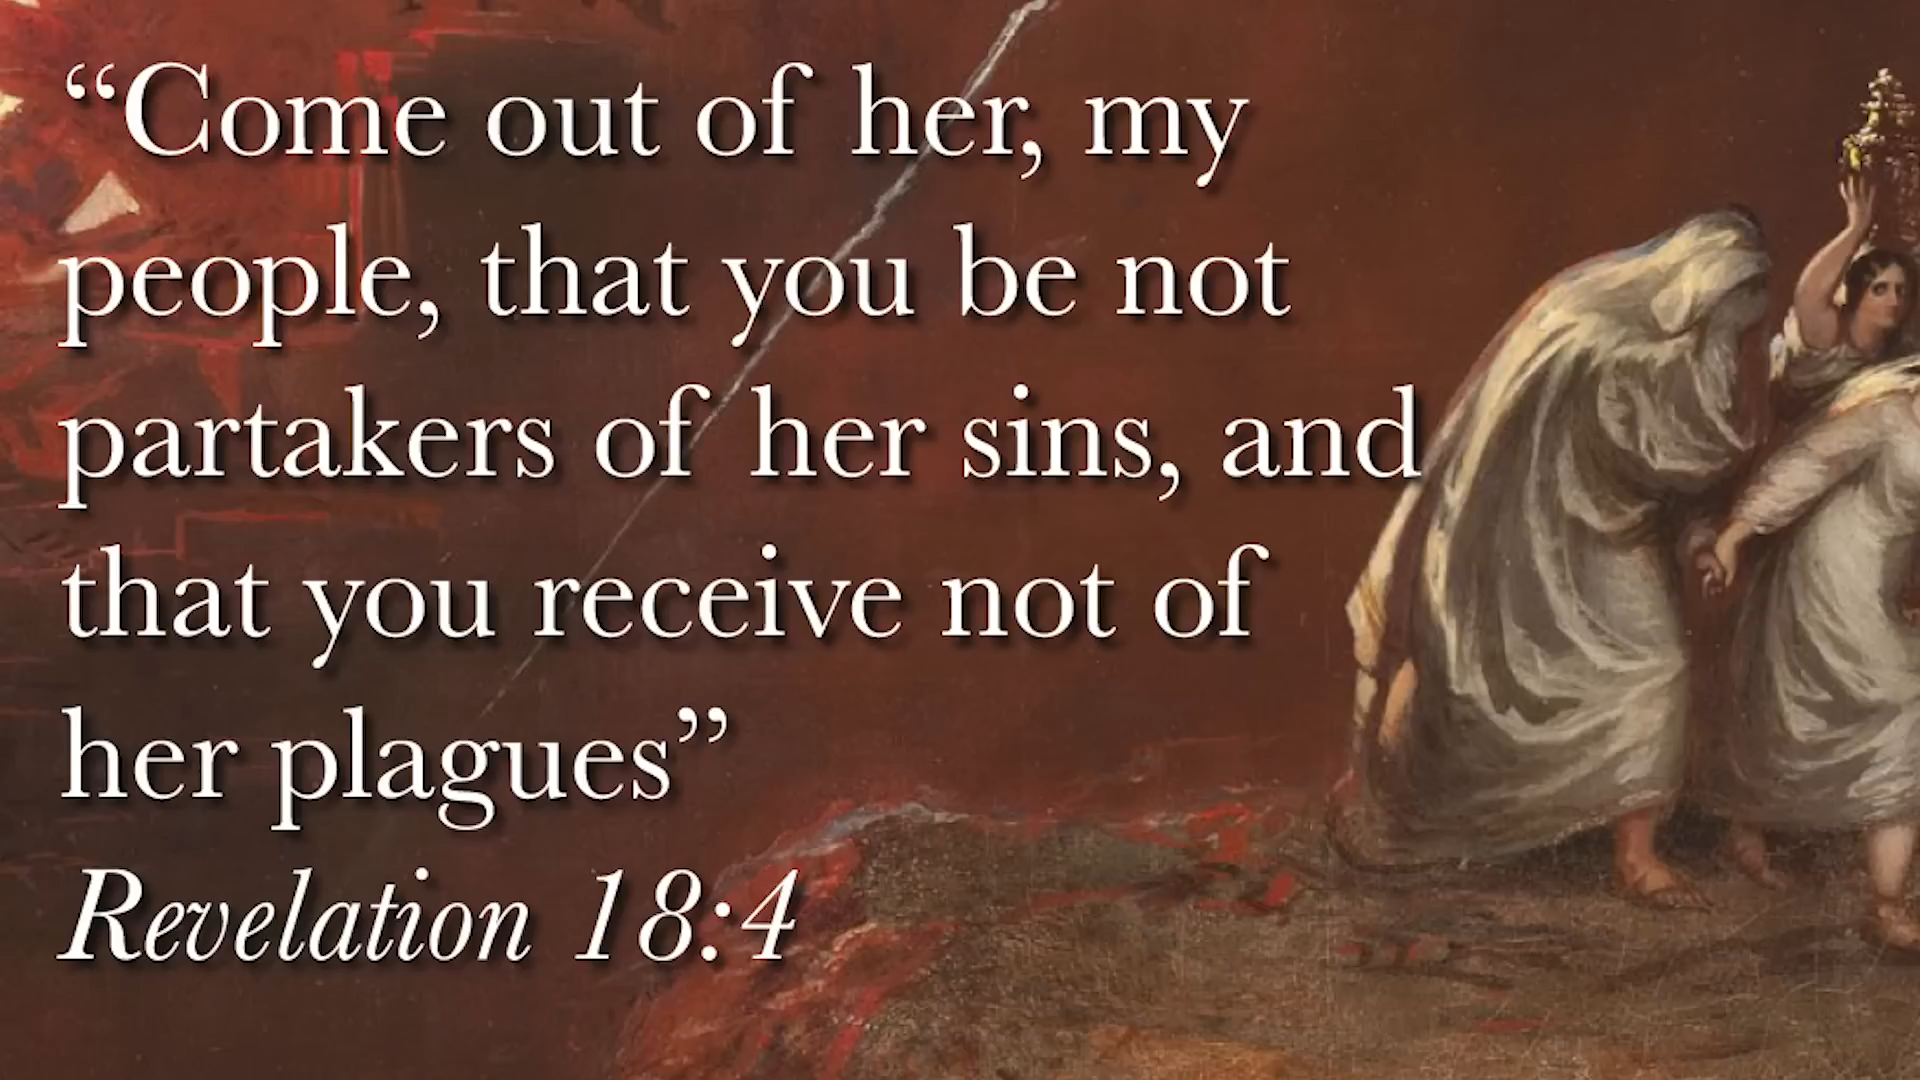 “Come out of her, my
people, that you be not
partakers of her sins, and
that you receive not of
her plagues”
Revelation 18:4